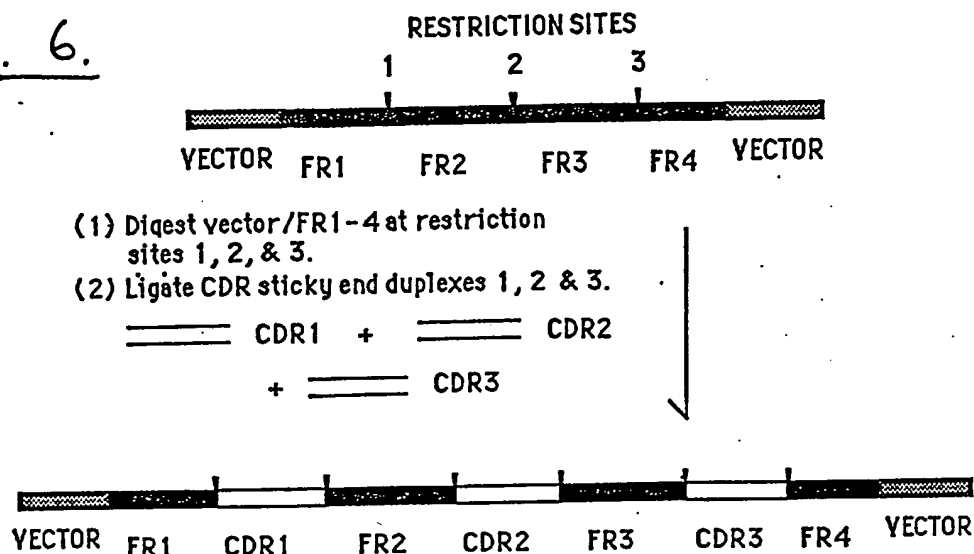 . 6.
RESTRICTION SITES
1 2 3
VECTOR FR1 FR2 FR3 FR4 VECTOR
(1) Digest vector/FR1-4 at restriction
sites 1, 2, & 3.
(2) Ligate CDR sticky end duplexes 1, 2 & 3.
CDR1 + CDR2
+ CDR3
VECTOR FR1 CDR1 FR2 CDR2 FR3 CDR3 FR4 VECTOR